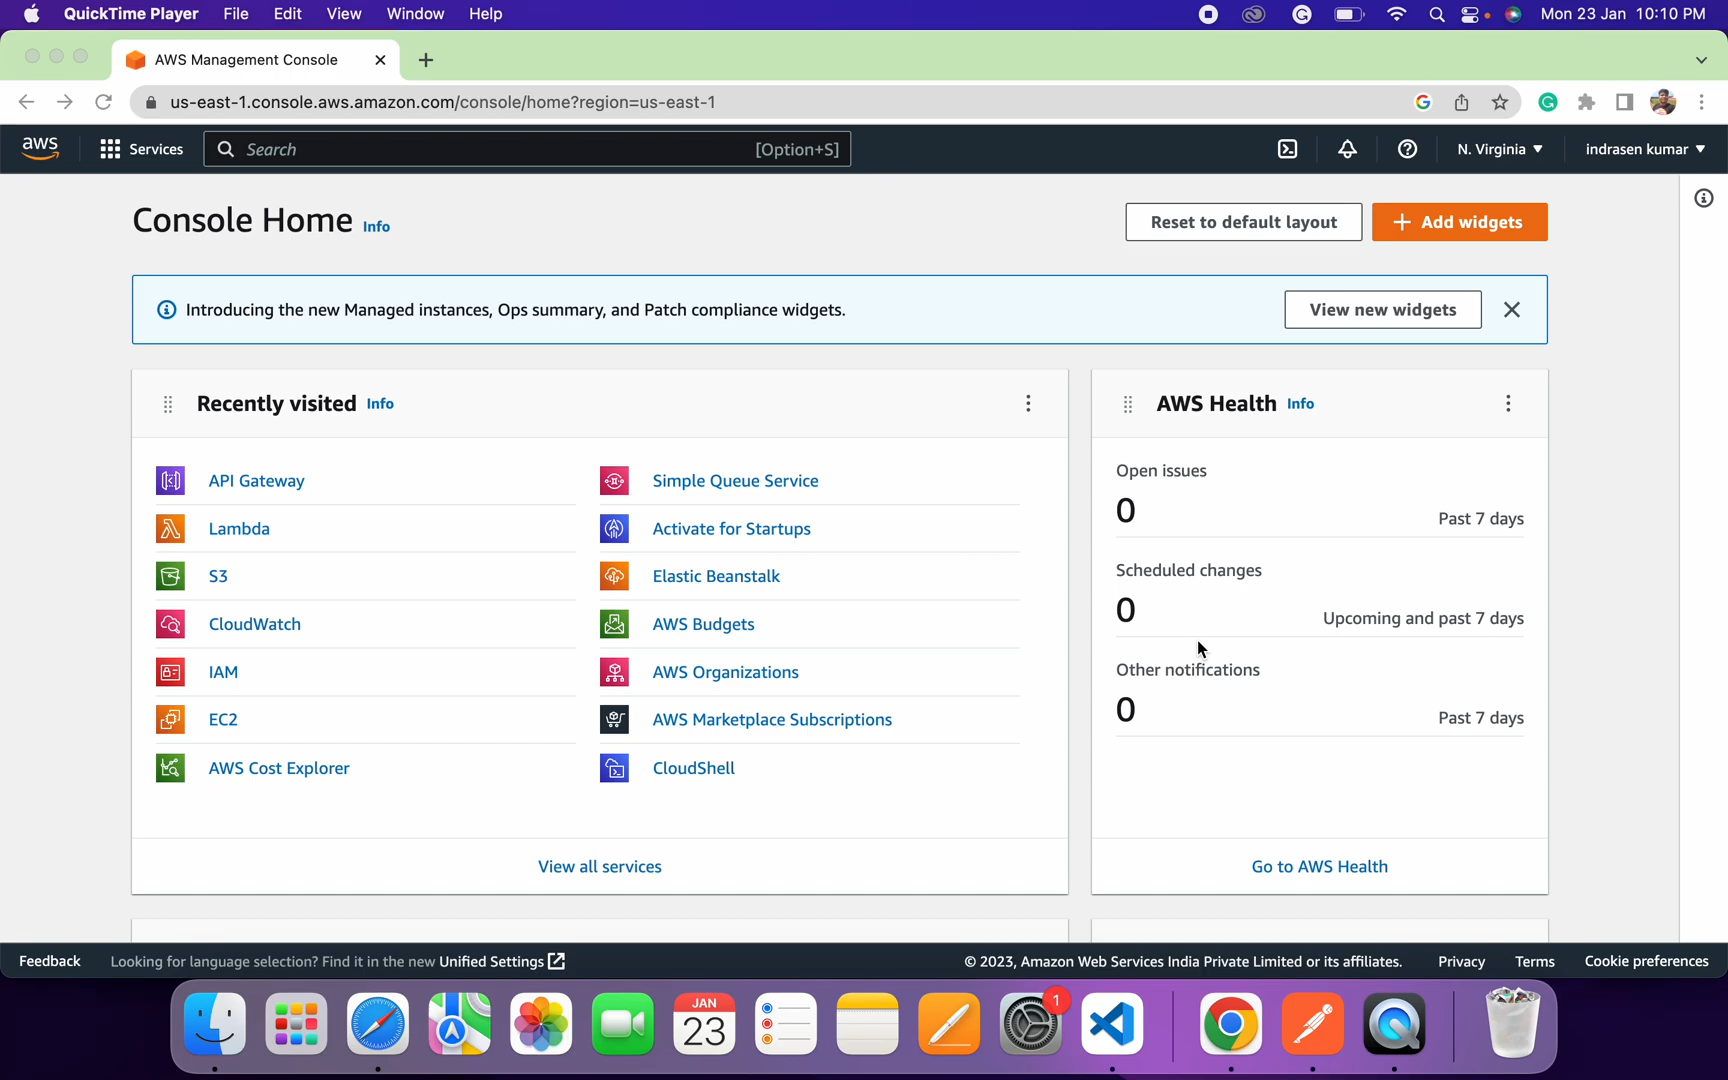 QuickTime Player File Edit View Window Help Mon 23 Jan 10:10 PM
AWS Management Console
us-east-1.console.aws.amazon.com/console/home?region=us-east-1
aws Services Search [Option+S] N. Virginia indrasen kumar
Console Home Info
Reset to default layout
Add widgets
Introducing the new Managed instances, Ops summary, and Patch compliance widgets.
View new widgets
Recently visited Info
API Gateway
Lambda
S3
CloudWatch
IAM
EC2
AWS Cost Explorer
Simple Queue Service
Activate for Startups
Elastic Beanstalk
AWS Budgets
AWS Organizations
AWS Marketplace Subscriptions
CloudShell
View all services
AWS Health Info
Open issues
0 Past 7 days
Scheduled changes
0 Upcoming and past 7 days
Other notifications
0 Past 7 days
Go to AWS Health
Feedback Looking for language selection? Find it in the new Unified Settings © 2023, Amazon Web Services India Private Limited or its affiliates. Privacy Terms Cookie preferences
JAN
23
1